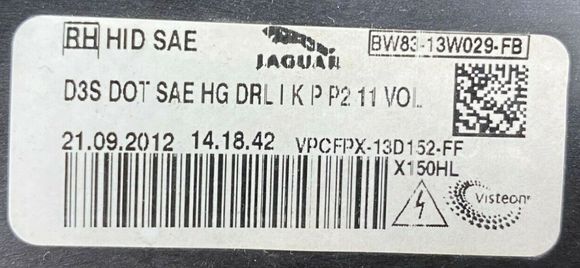 RH HID SAE
JAGUAR
BW83-13W029-FB
D3S DOT SAE HG DRL I K P P2 11 VOL
21.09.2012 14.18.42 VPCFPX-13D152-FF
X150HL
Visteon